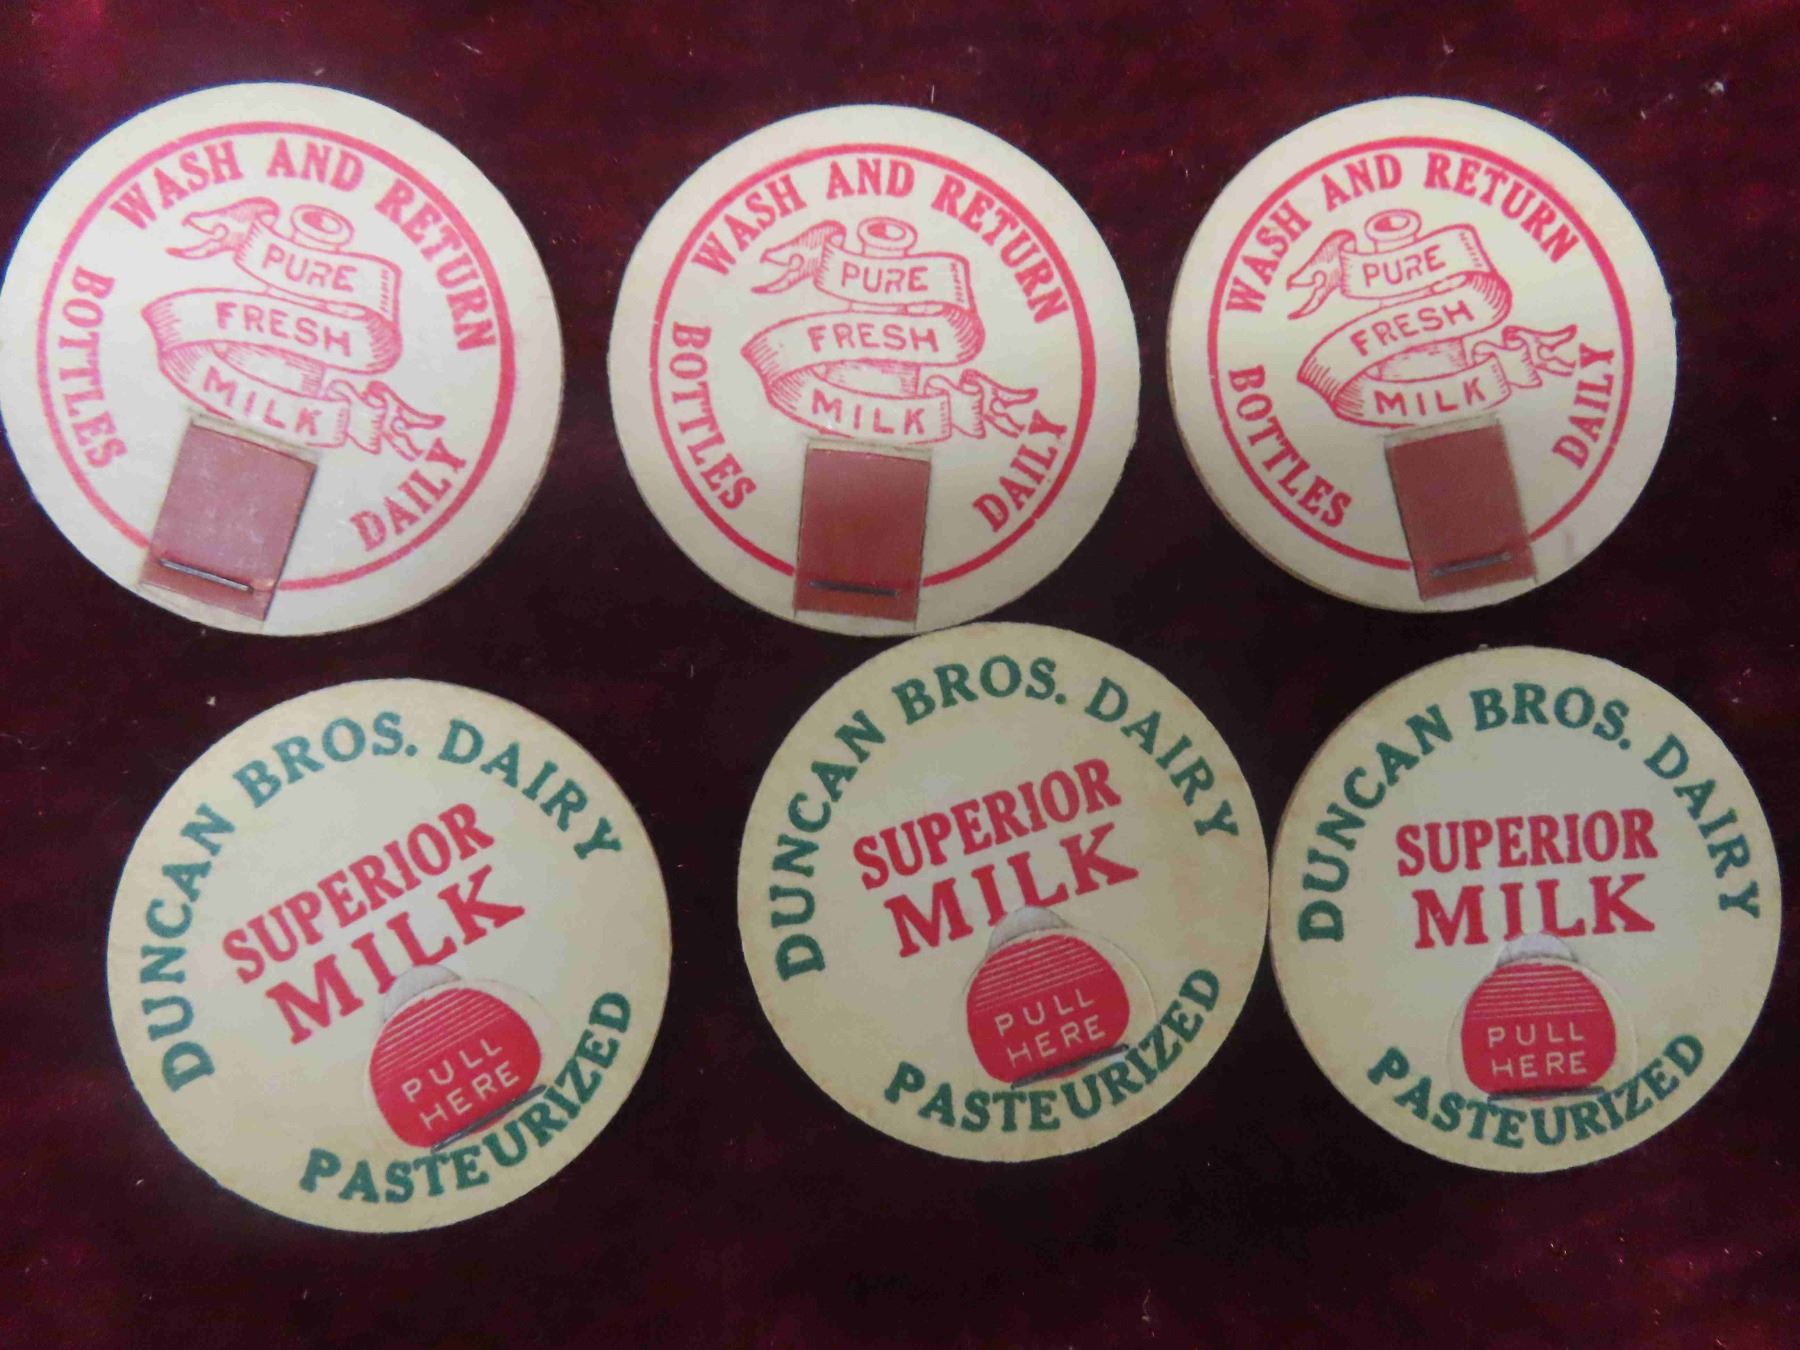 WASH AND RETURN
BOTTLES
DAILY
PURE
FRESH
MILK
WASH AND RETURN
BOTTLES
DAILY
PURE
FRESH
MILK
WASH AND RETURN
BOTTLES
DAILY
PURE
FRESH
MILK
DUNCAN BROS. DAIRY
SUPERIOR
MILK
PULL
HERE
PASTEURIZED
DUNCAN BROS. DAIRY
SUPERIOR
MILK
PULL
HERE
PASTEURIZED
DUNCAN BROS. DAIRY
SUPERIOR
MILK
PULL
HERE
PASTEURIZED